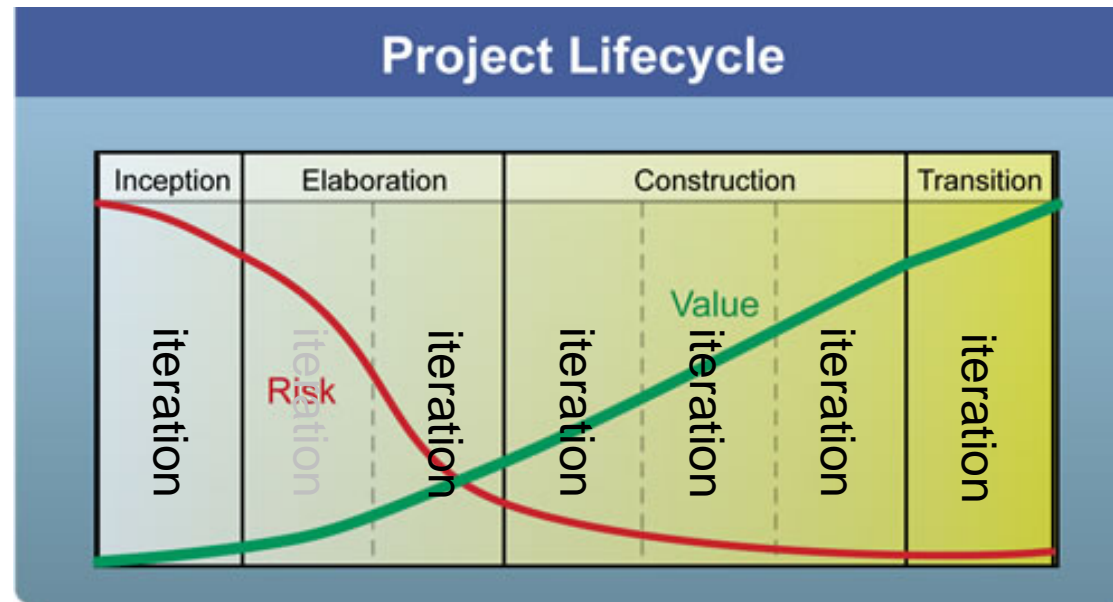 Project Lifecycle
Inception
Elaboration
Construction
Transition
Value
Risk
iteration
iteration
iteration
iteration
iteration
iteration
iteration